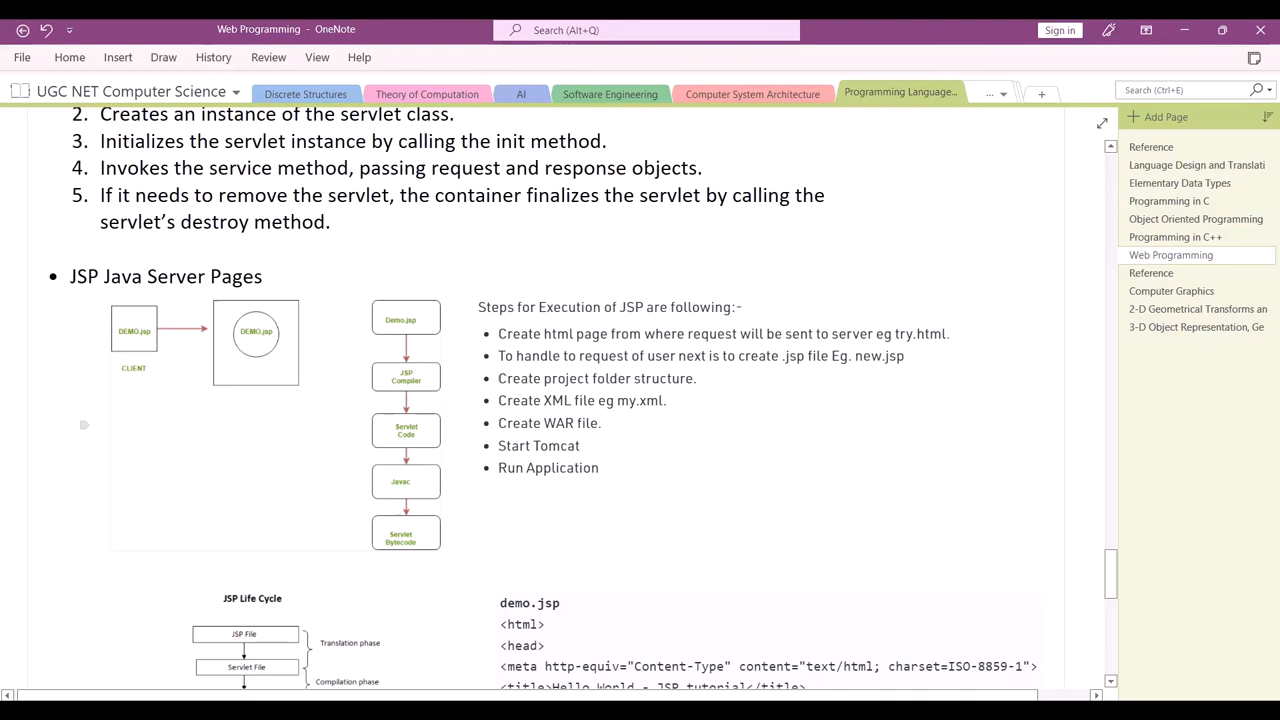 Web Programming - OneNote
Search (Alt+Q)
Sign in
File Home Insert Draw History Review View Help
UGC NET Computer Science
Discrete Structures
Theory of Computation
AI
Software Engineering
Computer System Architecture
Programming Language...
...
Search (Ctrl+E)
2. Creates an instance of the servlet class.
3. Initializes the servlet instance by calling the init method.
4. Invokes the service method, passing request and response objects.
5. If it needs to remove the servlet, the container finalizes the servlet by calling the
servlet’s destroy method.
• JSP Java Server Pages
DEMO.jsp
CLIENT
DEMO.jsp
Demo.jsp
JSP
Compiler
Servlet
Code
Javac
Servlet
Bytecode
Steps for Execution of JSP are following:-
• Create html page from where request will be sent to server eg try.html.
• To handle to request of user next is to create .jsp file Eg. new.jsp
• Create project folder structure.
• Create XML file eg my.xml.
• Create WAR file.
• Start Tomcat
• Run Application
JSP Life Cycle
JSP File
Translation phase
Servlet File
Compilation phase
demo.jsp
<html>
<head>
<meta http-equiv="Content-Type" content="text/html; charset=ISO-8859-1">
<title>Hello World - JSP tutorial</title>
Add Page
Reference
Language Design and Translati
Elementary Data Types
Programming in C
Object Oriented Programming
Programming in C++
Web Programming
Reference
Computer Graphics
2-D Geometrical Transforms an
3-D Object Representation, Ge